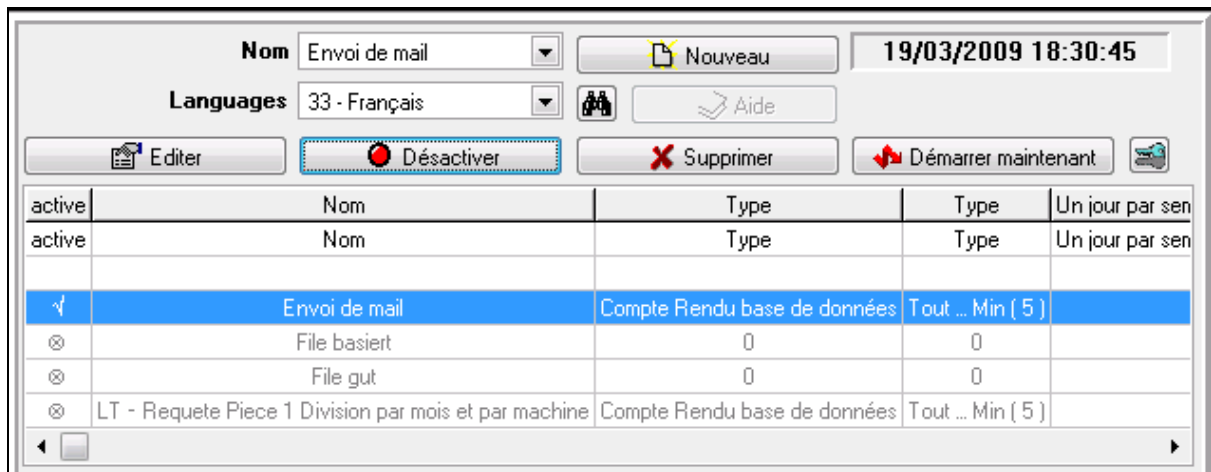 Nom Envoi de mail Nouveau 19/03/2009 18:30:45
Languages 33 - Français Aide
Editer Désactiver Supprimer Démarrer maintenant
active Nom Type Type Un jour par sen
active Nom Type Type Un jour par sen
√ Envoi de mail Compte Rendu base de données Tout ... Min ( 5 )
⊗ File basiert 0 0
⊗ File gut 0 0
⊗ LT - Requete Piece 1 Division par mois et par machine Compte Rendu base de données Tout ... Min ( 5 )